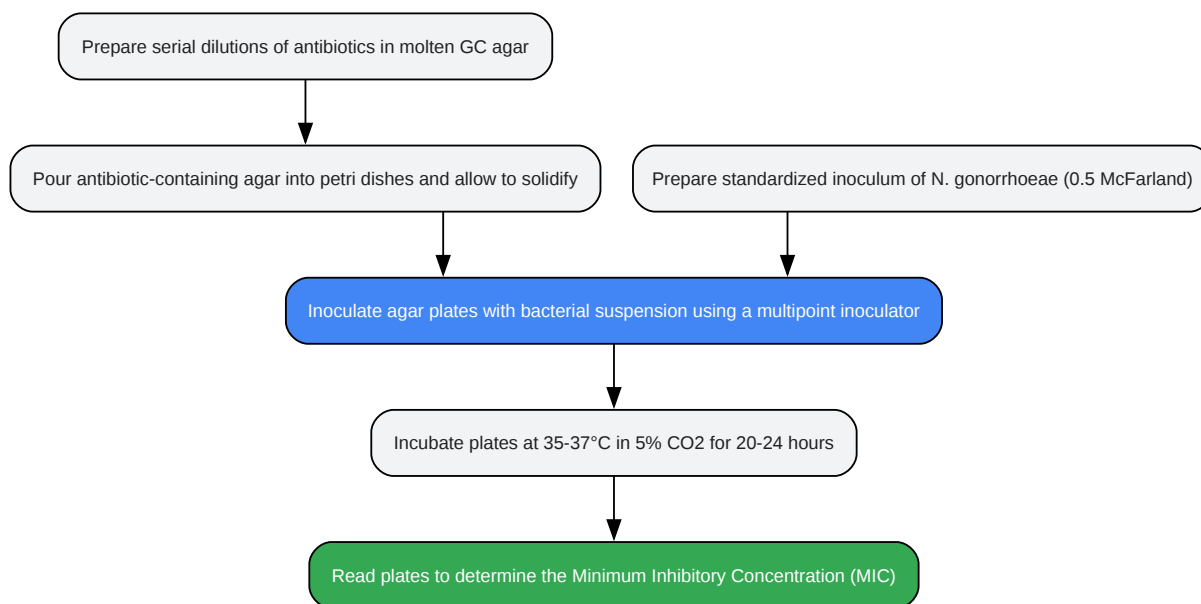 Prepare serial dilutions of antibiotics in molten GC agar
Pour antibiotic-containing agar into petri dishes and allow to solidify
Prepare standardized inoculum of N. gonorrhoeae (0.5 McFarland)
Inoculate agar plates with bacterial suspension using a multipoint inoculator
Incubate plates at 35-37°C in 5% CO2 for 20-24 hours
Read plates to determine the Minimum Inhibitory Concentration (MIC)